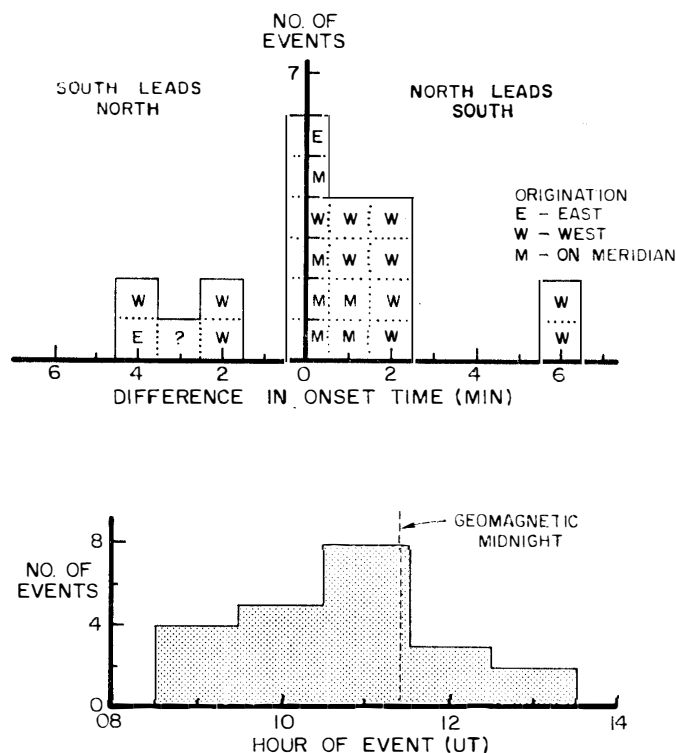 NO. OF
EVENTS
7
SOUTH LEADS
NORTH
NORTH LEADS
SOUTH
ORIGINATION
E – EAST
W – WEST
M – ON MERIDIAN
E
M
W W W
M W W
W W M M W W
E ? W M M W W
6 4 2 0 2 4 6
DIFFERENCE IN ONSET TIME (MIN)
GEOMAGNETIC
MIDNIGHT
8
NO. OF
EVENTS
4
0
08 10 12 14
HOUR OF EVENT (UT)